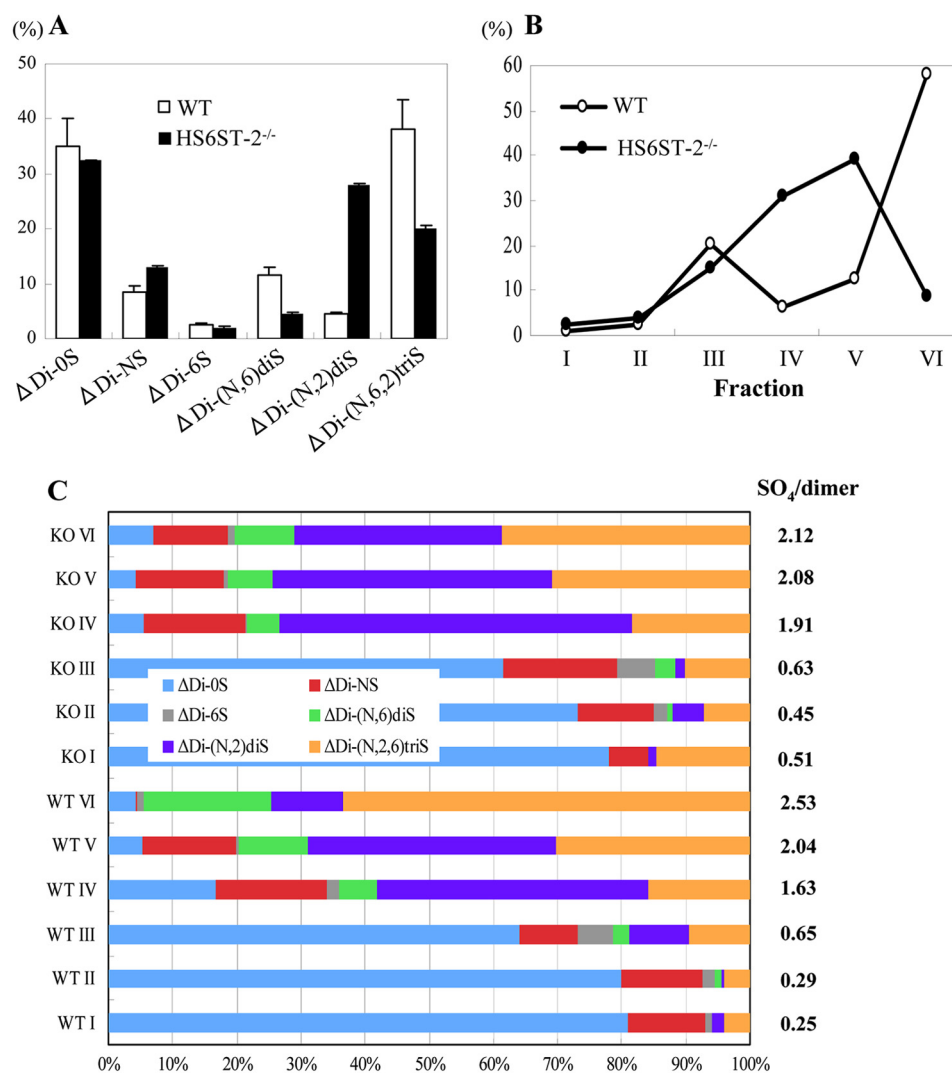 (%) A
50
40
30
20
10
0
WT
HS6ST-2-/-
ΔDi-0S
ΔDi-NS
ΔDi-6S
ΔDi-(N,6)diS
ΔDi-(N,2)diS
ΔDi-(N,6,2)triS
(%) B
60
50
40
30
20
10
0
WT
HS6ST-2-/-
I II III IV V VI
Fraction
C
SO4/dimer
KO VI 2.12
KO V 2.08
KO IV 1.91
KO III 0.63
ΔDi-0S ΔDi-NS
ΔDi-6S ΔDi-(N,6)diS
KO II 0.45
ΔDi-(N,2)diS ΔDi-(N,2,6)triS
KO I 0.51
WT VI 2.53
WT V 2.04
WT IV 1.63
WT III 0.65
WT II 0.29
WT I 0.25
0% 10% 20% 30% 40% 50% 60% 70% 80% 90% 100%